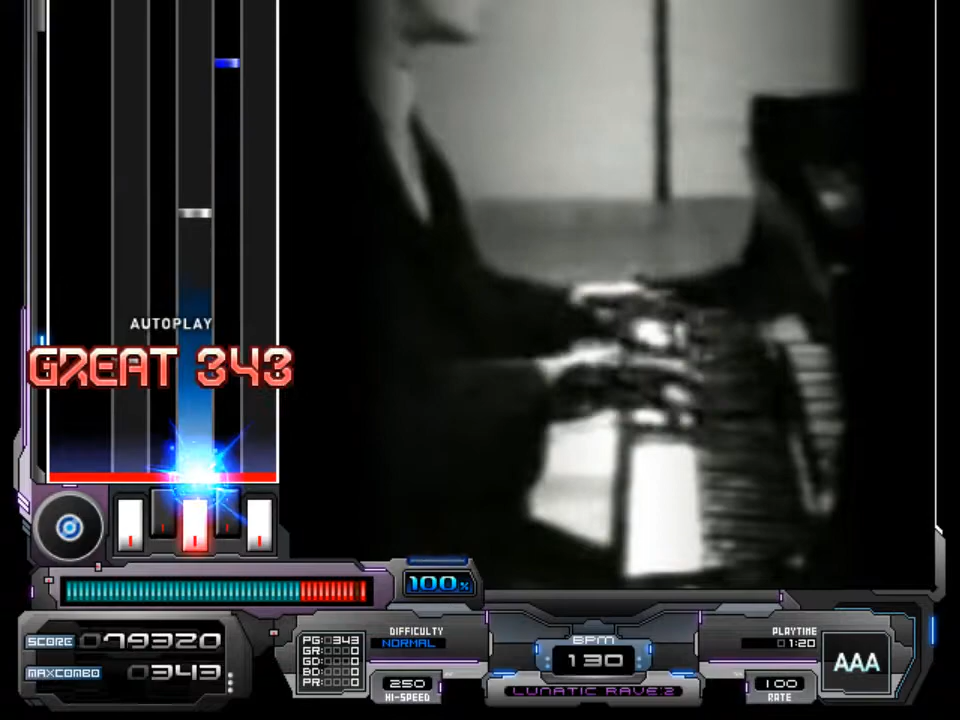 AUTOPLAY
GREAT 343
100%
SCORE 079320
MAXCOMBO 0343
PG:0343
GR:0000
GD:0000
BD:0000
PR:0000
DIFFICULTY
NORMAL
250
HI-SPEED
BPM
130
LUNATIC RAVE'2
PLAYTIME
01:20
100
RATE
AAA